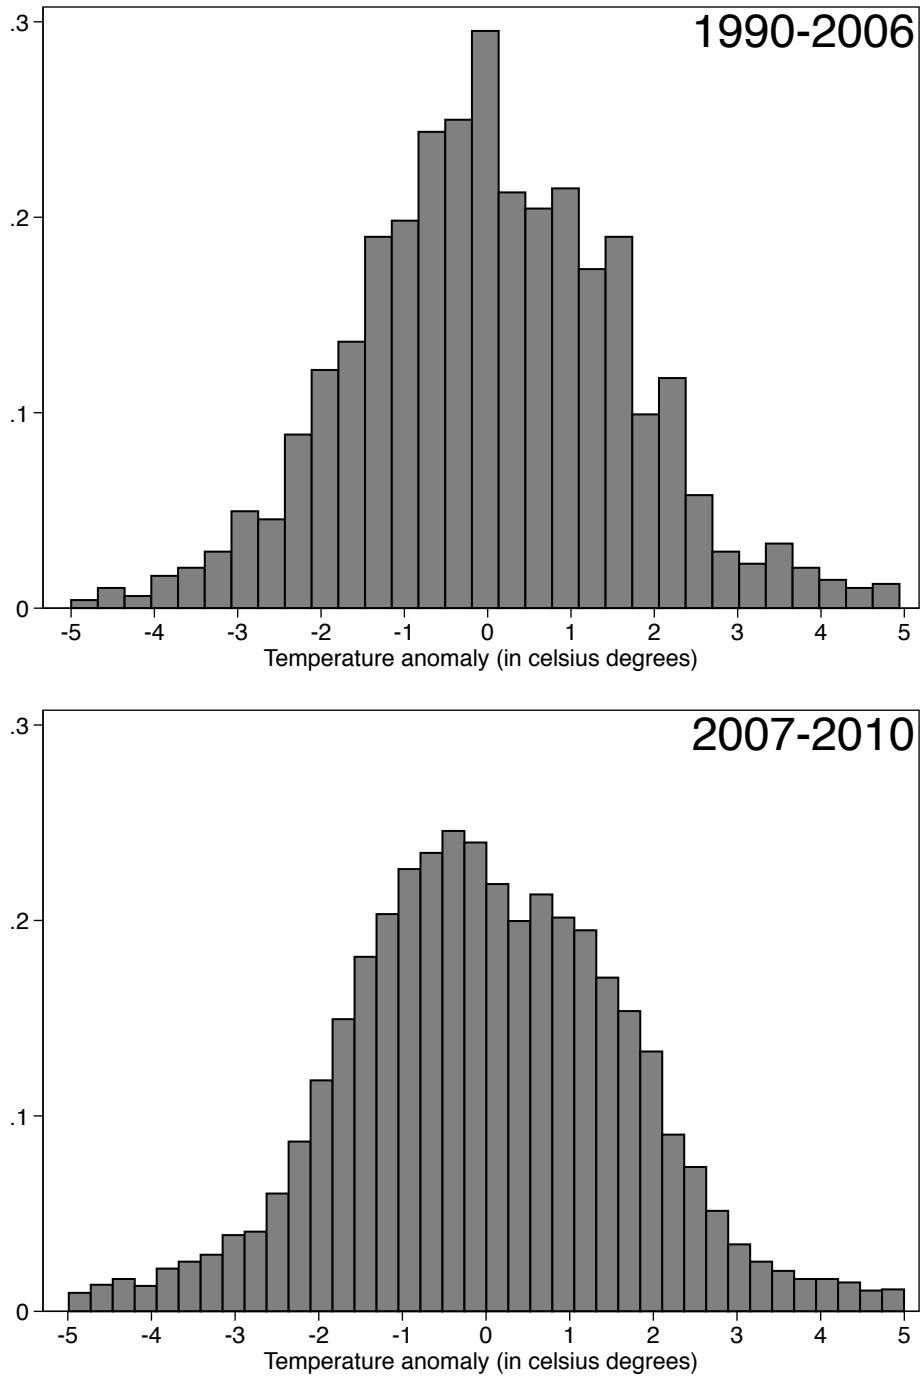 1990-2006
.3
.2
.1
0
-5 -4 -3 -2 -1 0 1 2 3 4 5
Temperature anomaly (in celsius degrees)
2007-2010
.3
.2
.1
0
-5 -4 -3 -2 -1 0 1 2 3 4 5
Temperature anomaly (in celsius degrees)